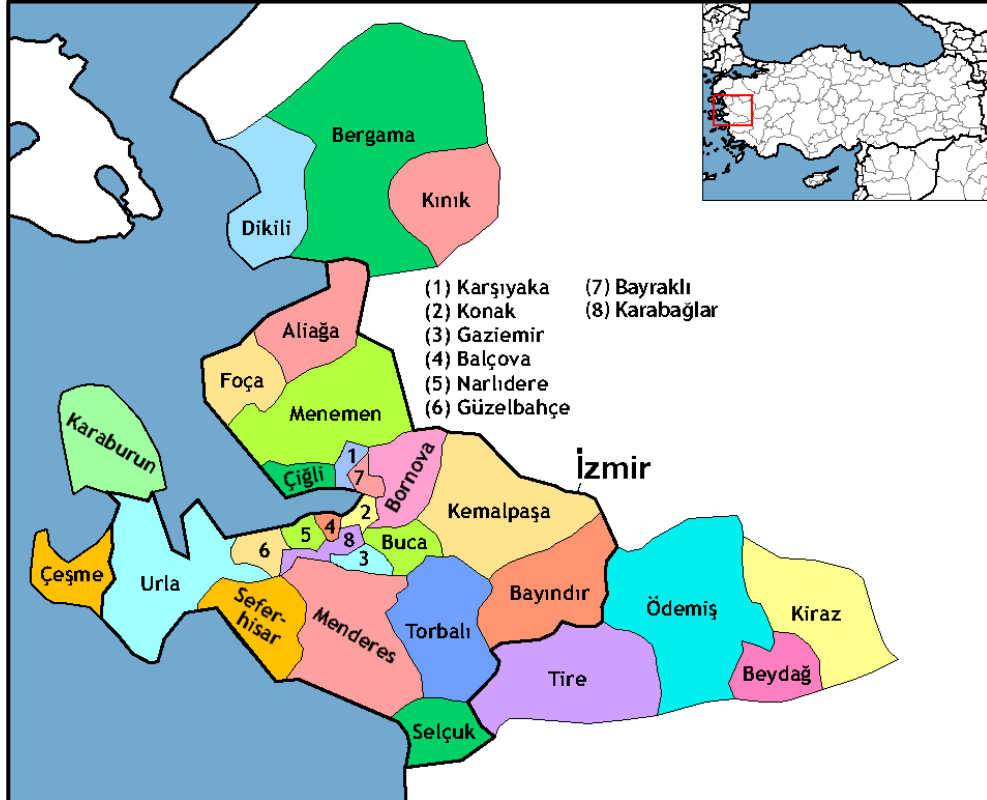 Bergama
Kınık
Dikili
(1) Karşıyaka
(2) Konak
(3) Gaziemir
(4) Balçova
(5) Narlıdere
(6) Güzelbahçe
(7) Bayraklı
(8) Karabağlar
Aliağa
Foça
Menemen
Karaburun
Çiğli
1
7
Bornova
İzmir
2
Kemalpaşa
5
4
8
6
3
Buca
Çeşme
Urla
Sefer-
hisar
Menderes
Torbalı
Bayındır
Ödemiş
Kiraz
Beydağ
Tire
Selçuk